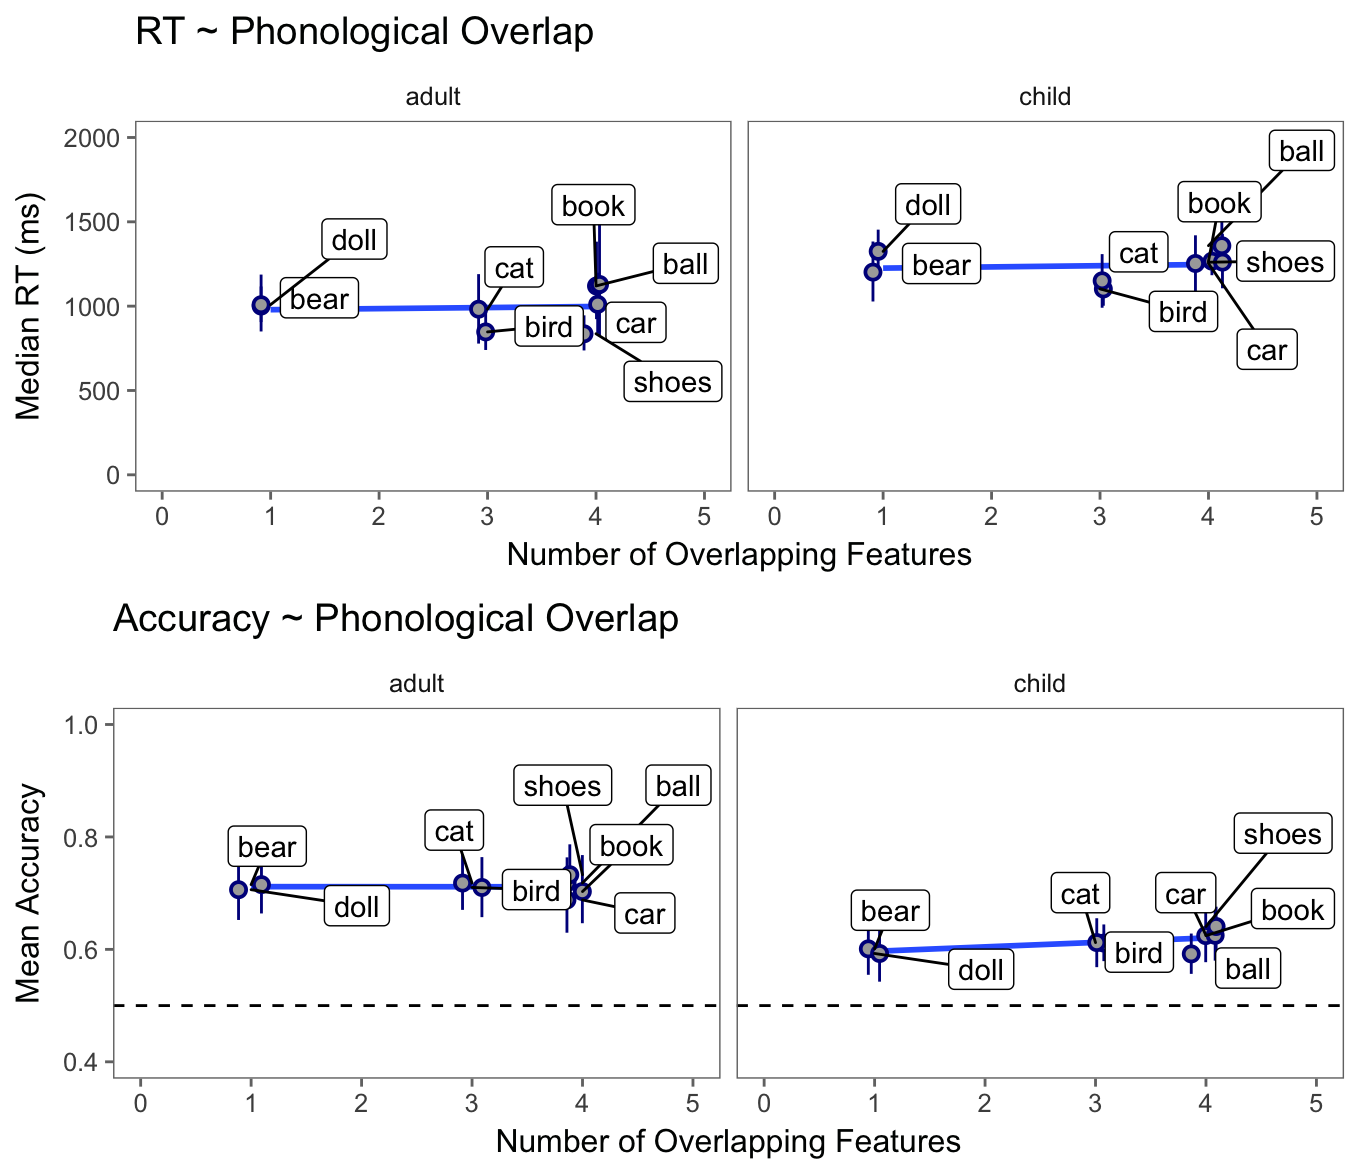 RT ~ Phonological Overlap
adult
child
Median RT (ms)
2000
1500
1000
500
0
doll
bear
cat
bird
book
ball
car
shoes
doll
bear
cat
bird
book
ball
shoes
car
0 1 2 3 4 5
0 1 2 3 4 5
Number of Overlapping Features
Accuracy ~ Phonological Overlap
adult
child
Mean Accuracy
1.0
0.8
0.6
0.4
bear
doll
cat
bird
shoes
ball
book
car
bear
doll
cat
bird
car
shoes
book
ball
0 1 2 3 4 5
0 1 2 3 4 5
Number of Overlapping Features